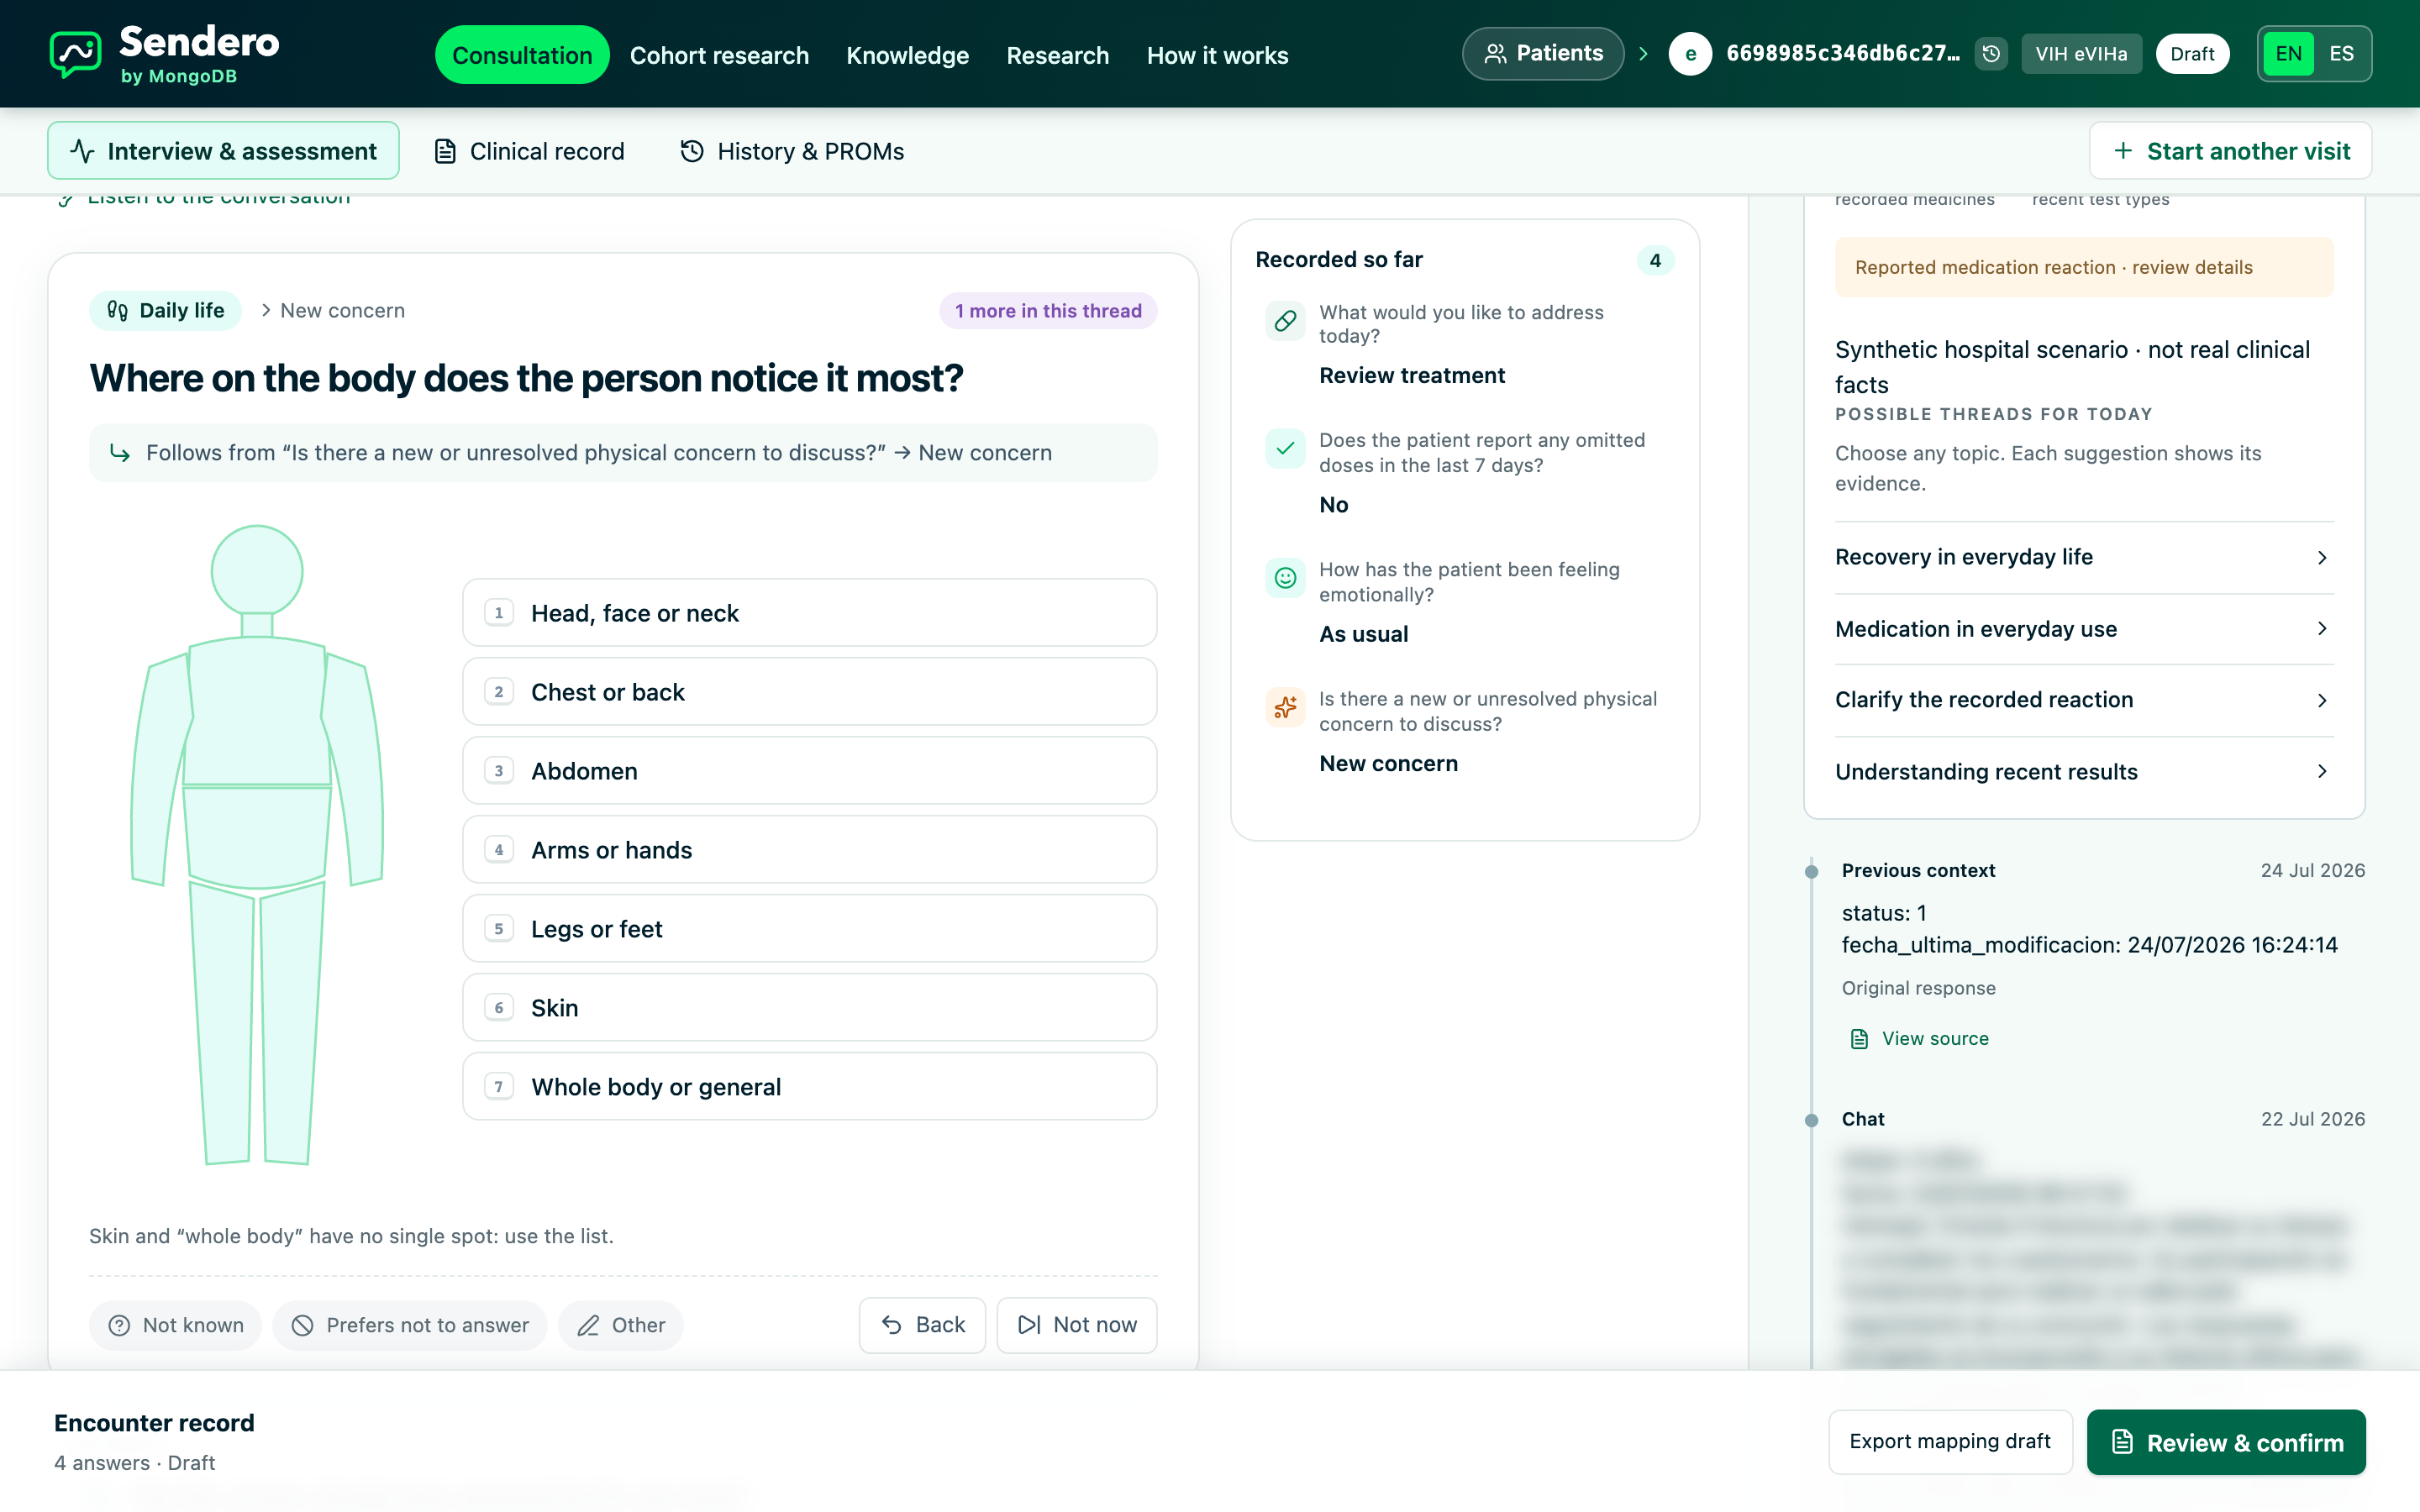 Sendero
by MongoDB
Consultation
Cohort research
Knowledge
Research
How it works
Patients
e
6698985c346db6c27…
VIH eVIHa
Draft
EN
ES
Interview & assessment
Clinical record
History & PROMs
Start another visit
Listen to the conversation
Daily life
New concern
1 more in this thread
Where on the body does the person notice it most?
Follows from “Is there a new or unresolved physical concern to discuss?” → New concern
1 Head, face or neck
2 Chest or back
3 Abdomen
4 Arms or hands
5 Legs or feet
6 Skin
7 Whole body or general
Skin and “whole body” have no single spot: use the list.
Not known
Prefers not to answer
Other
Back
Not now
Recorded so far
4
What would you like to address
today?
Review treatment
Does the patient report any omitted
doses in the last 7 days?
No
How has the patient been feeling
emotionally?
As usual
Is there a new or unresolved physical
concern to discuss?
New concern
recorded medicines
recent test types
Reported medication reaction · review details
Synthetic hospital scenario · not real clinical
facts
POSSIBLE THREADS FOR TODAY
Choose any topic. Each suggestion shows its
evidence.
Recovery in everyday life
Medication in everyday use
Clarify the recorded reaction
Understanding recent results
Previous context
24 Jul 2026
status: 1
fecha_ultima_modificacion: 24/07/2026 16:24:14
Original response
View source
Chat
22 Jul 2026
Encounter record
4 answers · Draft
Export mapping draft
Review & confirm